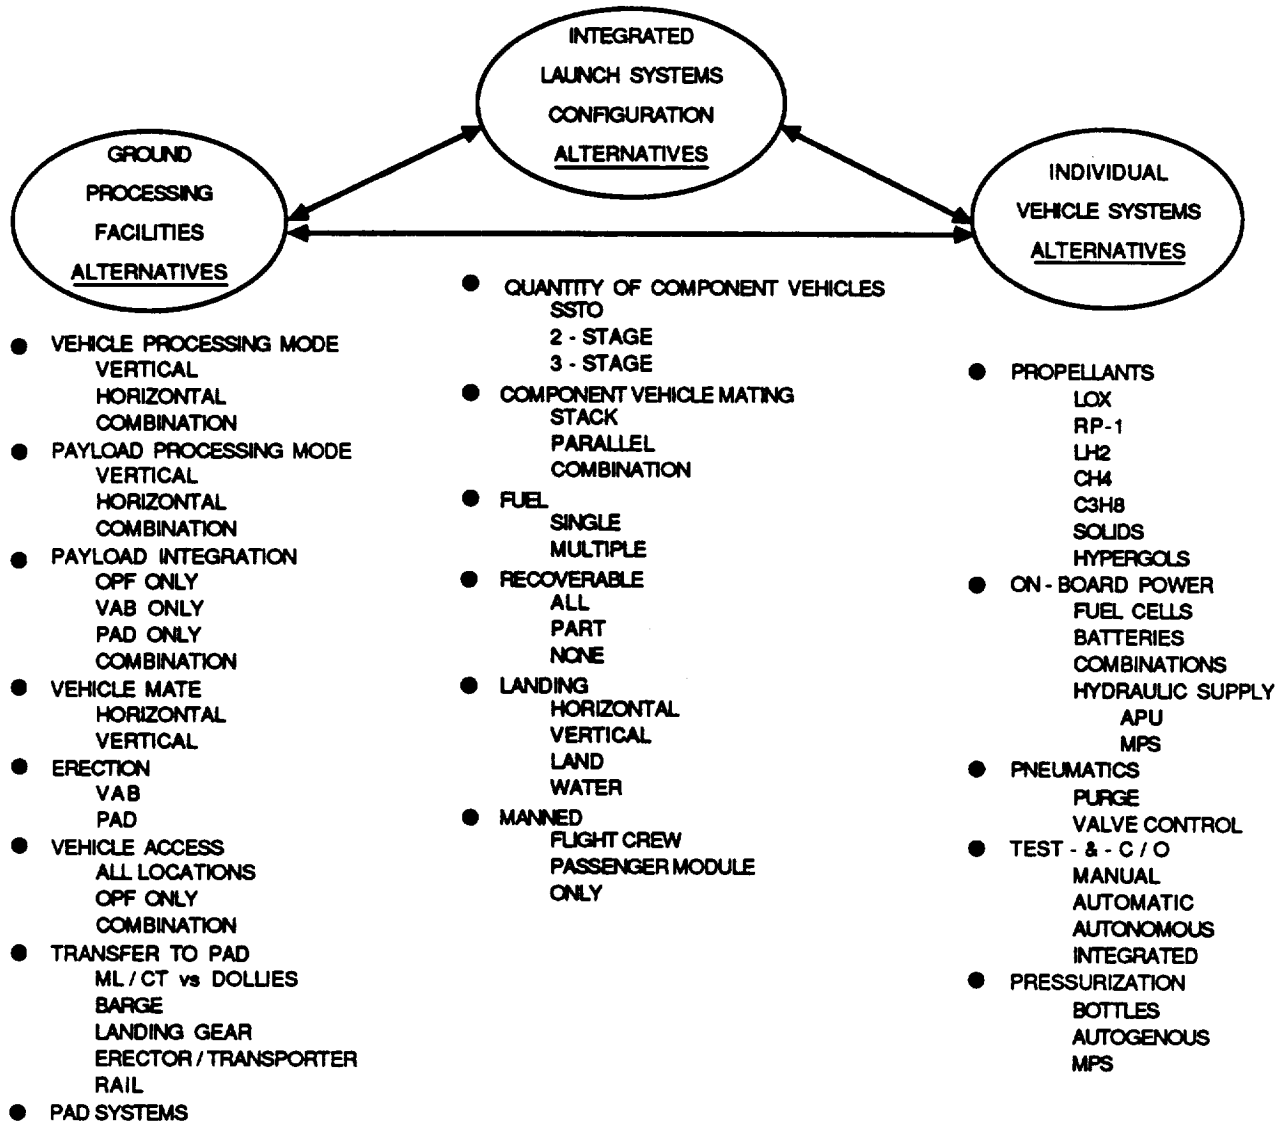 INTEGRATED
LAUNCH SYSTEMS
CONFIGURATION
ALTERNATIVES
GROUND
PROCESSING
FACILITIES
ALTERNATIVES
INDIVIDUAL
VEHICLE SYSTEMS
ALTERNATIVES
● VEHICLE PROCESSING MODE
VERTICAL
HORIZONTAL
COMBINATION
● PAYLOAD PROCESSING MODE
VERTICAL
HORIZONTAL
COMBINATION
● PAYLOAD INTEGRATION
OPF ONLY
VAB ONLY
PAD ONLY
COMBINATION
● VEHICLE MATE
HORIZONTAL
VERTICAL
● ERECTION
VAB
PAD
● VEHICLE ACCESS
ALL LOCATIONS
OPF ONLY
COMBINATION
● TRANSFER TO PAD
ML / CT vs DOLLIES
BARGE
LANDING GEAR
ERECTOR / TRANSPORTER
RAIL
● PAD SYSTEMS
● QUANTITY OF COMPONENT VEHICLES
SSTO
2 - STAGE
3 - STAGE
● COMPONENT VEHICLE MATING
STACK
PARALLEL
COMBINATION
● FUEL
SINGLE
MULTIPLE
● RECOVERABLE
ALL
PART
NONE
● LANDING
HORIZONTAL
VERTICAL
LAND
WATER
● MANNED
FLIGHT CREW
PASSENGER MODULE
ONLY
● PROPELLANTS
LOX
RP-1
LH2
CH4
C3H8
SOLIDS
HYPERGOLS
● ON - BOARD POWER
FUEL CELLS
BATTERIES
COMBINATIONS
HYDRAULIC SUPPLY
APU
MPS
● PNEUMATICS
PURGE
VALVE CONTROL
● TEST - & - C / O
MANUAL
AUTOMATIC
AUTONOMOUS
INTEGRATED
● PRESSURIZATION
BOTTLES
AUTOGENOUS
MPS